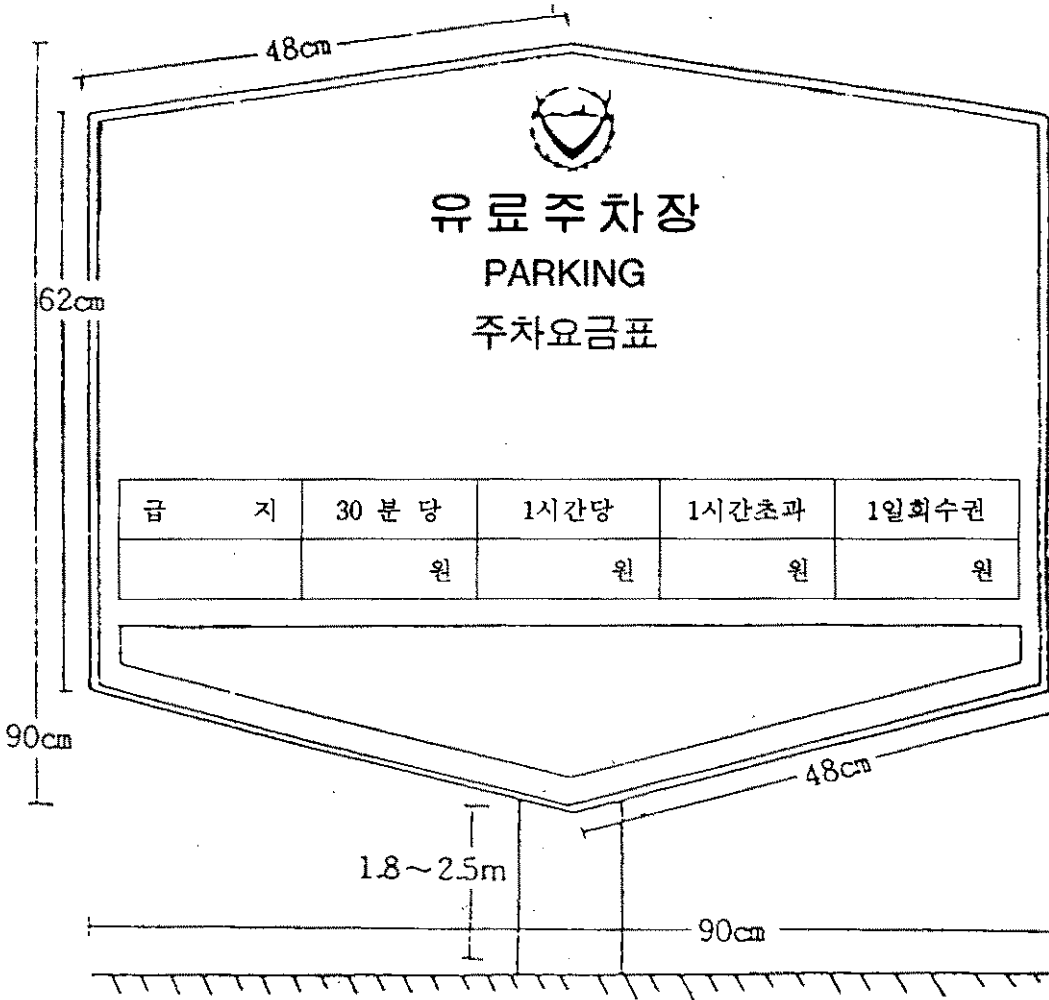 48cm
유료주차장
PARKING
62cm
주차요금표
급 지 30 분 당 1시간당 1시간초과 1일회수권
원 원 원 원
90cm
48cm
1.8~2.5m
90cm